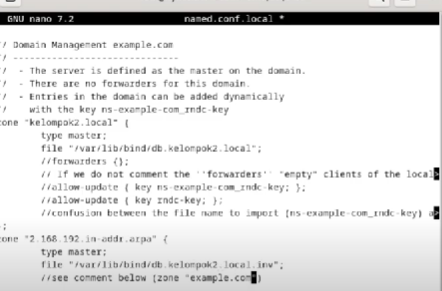 GNU nano 7.2 named.conf.local *
/ Domain Management example.com
/ -----------------------------
/ - The server is defined as the master on the domain.
/ - There are no forwarders for this domain.
/ - Entries in the domain can be added dynamically
/ with the key ns-example-com_rndc-key
one "kelompok2.local" {
type master;
file "/var/lib/bind/db.kelompok2.local";
//forwarders {};
// If we do not comment the ''forwarders'' "empty" clients of the local>
//allow-update { key ns-example-com_rndc-key; };
//allow-update { key rndc-key; };
//confusion between the file name to import (ns-example-com_rndc-key) a>
;
one "2.168.192.in-addr.arpa" {
type master;
file "/var/lib/bind/db.kelompok2.local.inv";
//see comment below (zone "example.com")